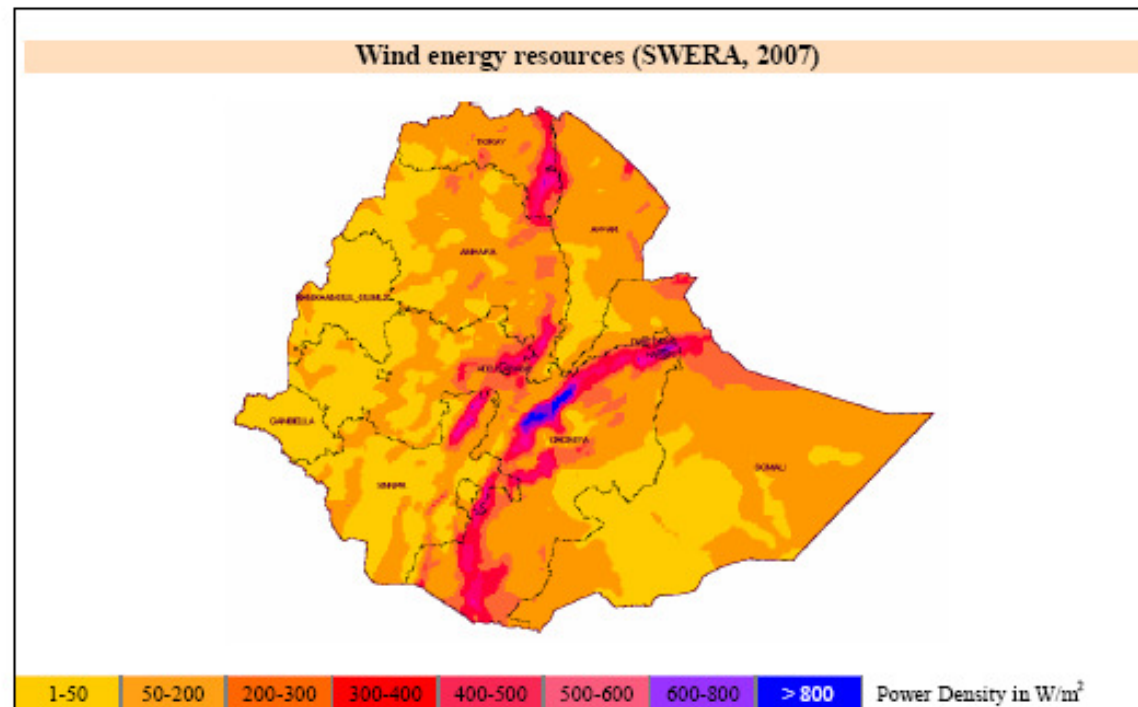 Wind energy resources (SWERA, 2007)
TIGRAY
AFFAR
AMHARA
GAMBELLA
OROMIYA
SOMALI
SNNPR
1-50 50-200 200-300 300-400 400-500 500-600 600-800 > 800 Power Density in W/m²